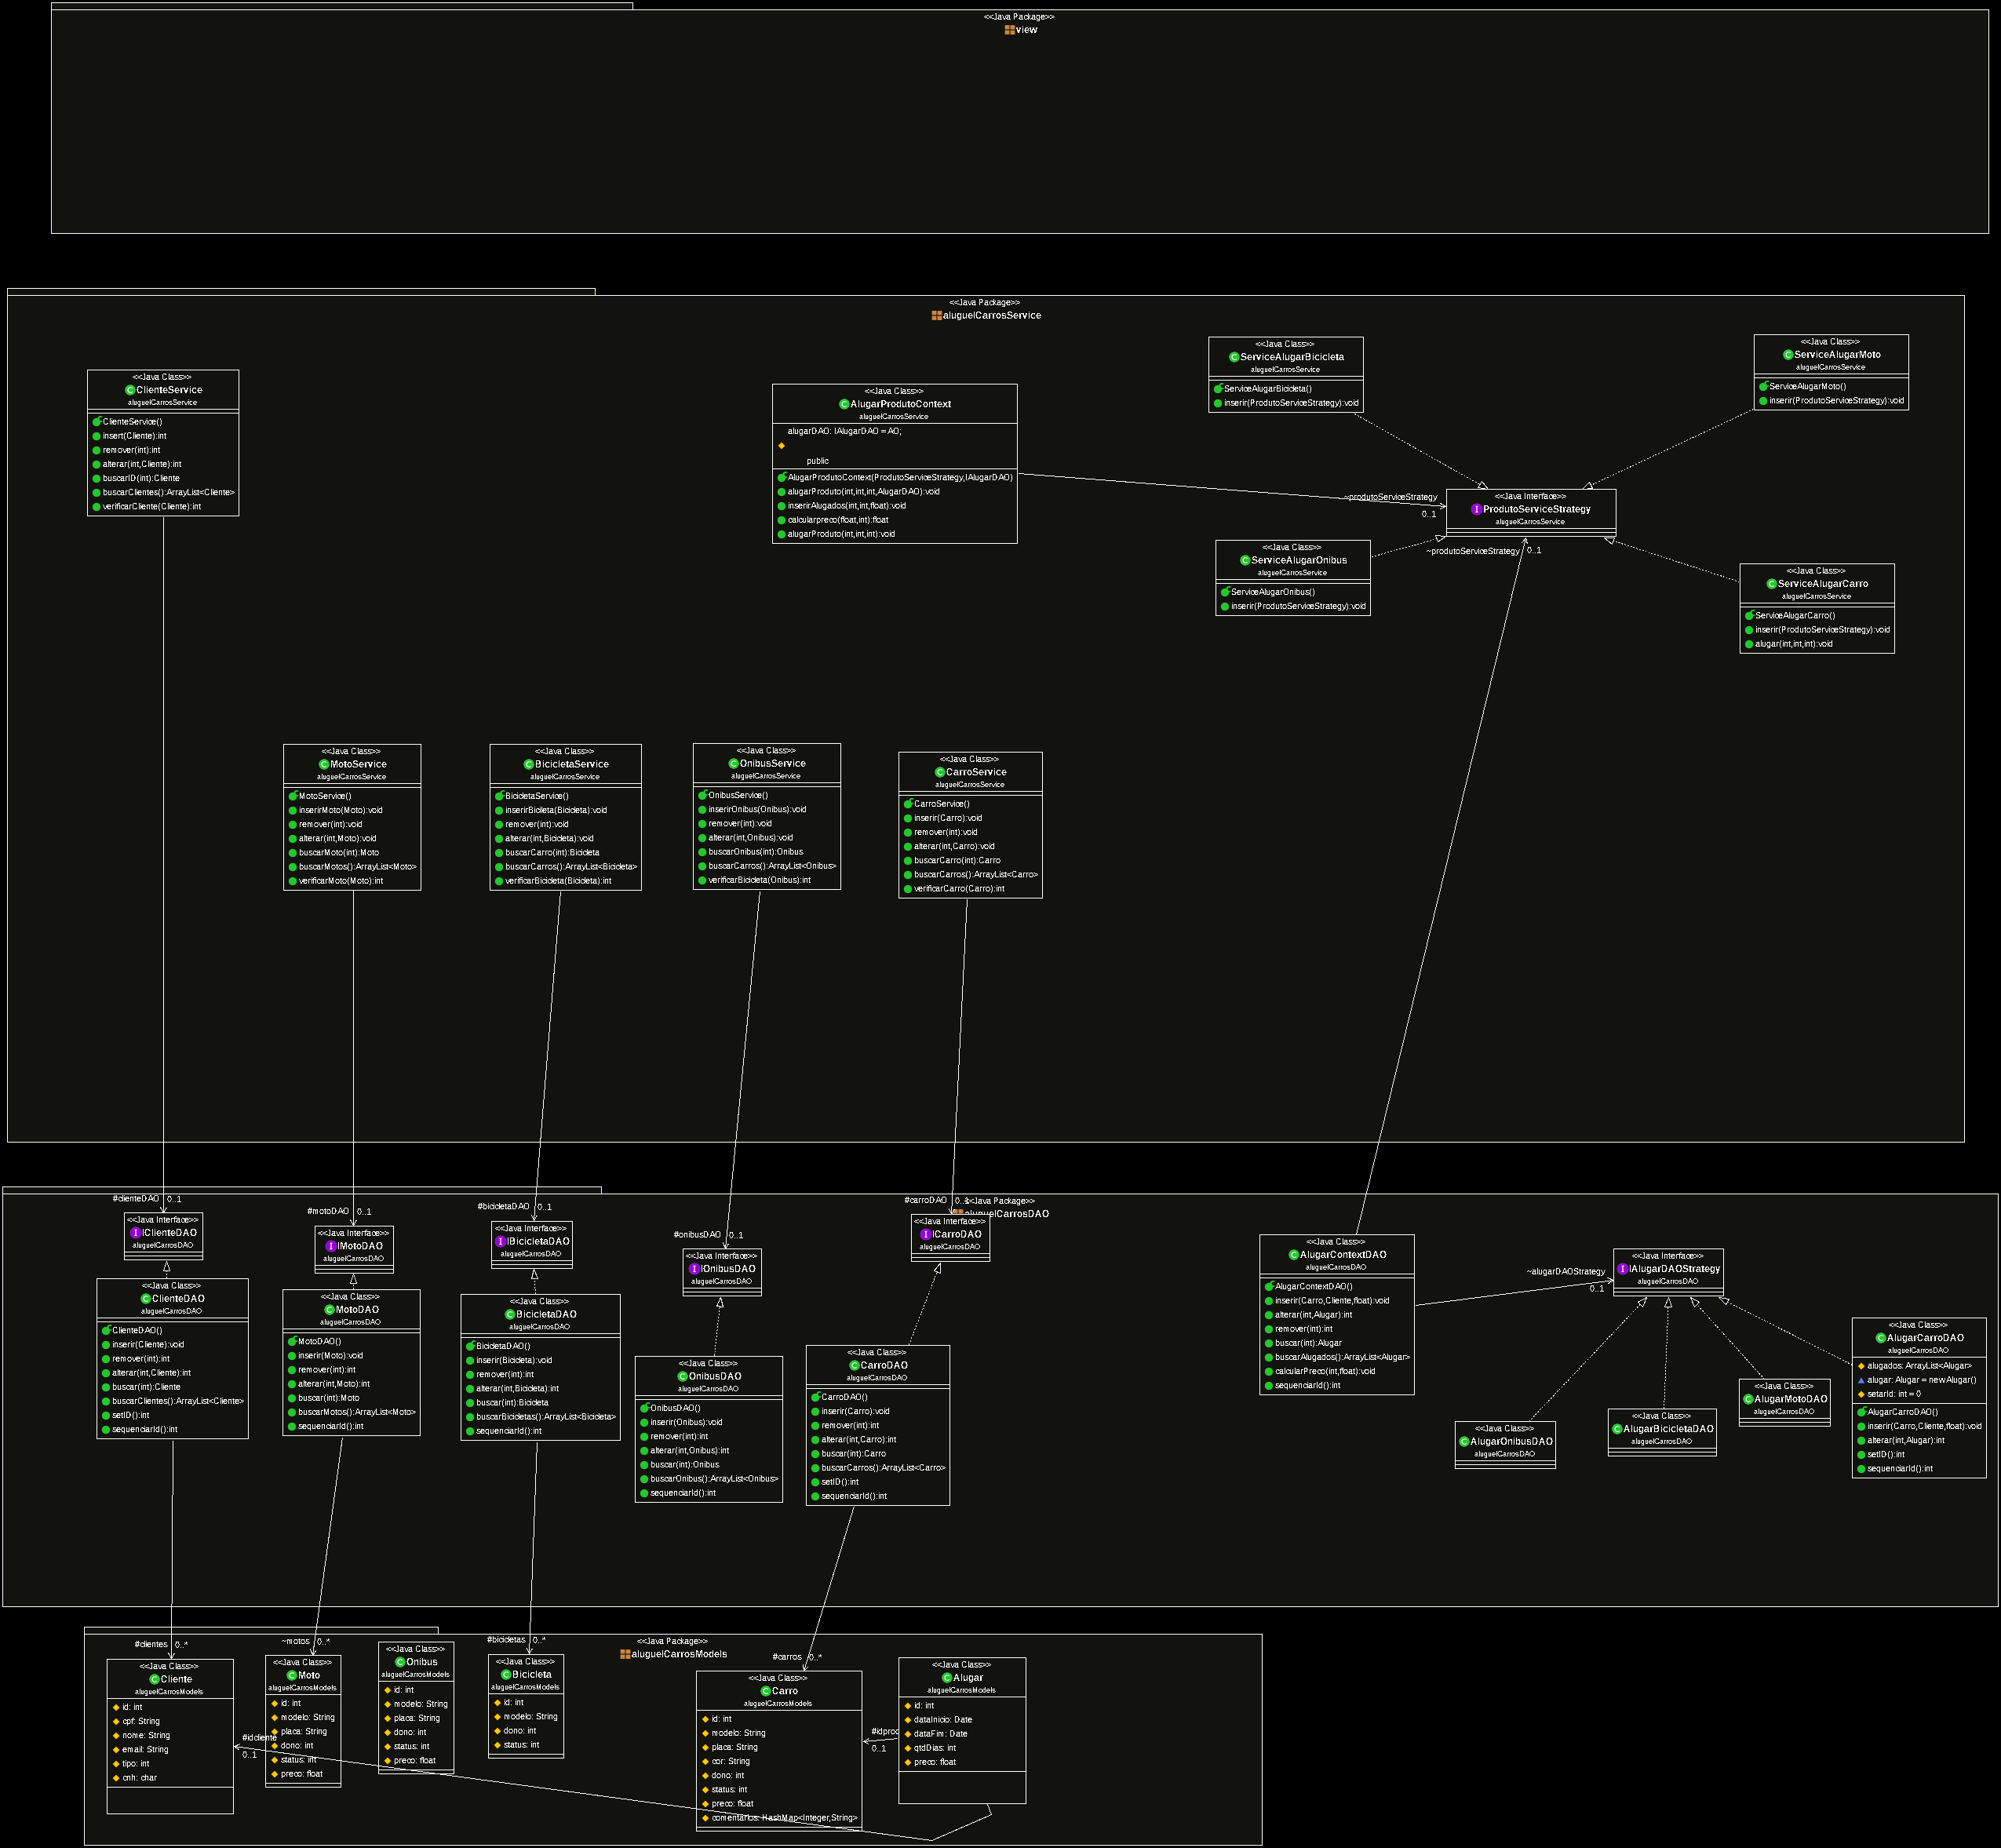 <<Java Package>>
view
<<Java Package>>
aluguelCarrosService
<<Java Class>>
ClienteService
aluguelCarrosService
ClienteService()
insert(Cliente):int
remover(int):int
alterar(int,Cliente):int
buscarID(int):Cliente
buscarClientes():ArrayList<Cliente>
verificarCliente(Cliente):int
<<Java Class>>
AlugarProdutoContext
aluguelCarrosService
alugarDAO: IAlugarDAO = AO;
public
AlugarProdutoContext(ProdutoServiceStrategy,IAlugarDAO)
alugarProduto(int,int,int,AlugarDAO):void
inserirAlugados(int,int,float):void
calcularpreco(float,int):float
alugarProduto(int,int,int):void
<<Java Class>>
ServiceAlugarBicicleta
aluguelCarrosService
ServiceAlugarBicicleta()
inserir(ProdutoServiceStrategy):void
<<Java Class>>
ServiceAlugarMoto
aluguelCarrosService
ServiceAlugarMoto()
inserir(ProdutoServiceStrategy):void
~produtoServiceStrategy
0..1
<<Java Interface>>
ProdutoServiceStrategy
aluguelCarrosService
~produtoServiceStrategy
0..1
<<Java Class>>
ServiceAlugarOnibus
aluguelCarrosService
ServiceAlugarOnibus()
inserir(ProdutoServiceStrategy):void
<<Java Class>>
ServiceAlugarCarro
aluguelCarrosService
ServiceAlugarCarro()
inserir(ProdutoServiceStrategy):void
alugar(int,int,int):void
<<Java Class>>
MotoService
aluguelCarrosService
MotoService()
inserirMoto(Moto):void
remover(int):void
alterar(int,Moto):void
buscarMoto(int):Moto
buscarMotos():ArrayList<Moto>
verificarMoto(Moto):int
<<Java Class>>
BicicletaService
aluguelCarrosService
BicicletaService()
inserirBicileta(Bicicleta):void
remover(int):void
alterar(int,Bicicleta):void
buscarCarro(int):Bicicleta
buscarCarros():ArrayList<Bicicleta>
verificarBicicleta(Bicicleta):int
<<Java Class>>
OnibusService
aluguelCarrosService
OnibusService()
inserirOnibus(Onibus):void
remover(int):void
alterar(int,Onibus):void
buscarOnibus(int):Onibus
buscarCarros():ArrayList<Onibus>
verificarBicicleta(Onibus):int
<<Java Class>>
CarroService
aluguelCarrosService
CarroService()
inserir(Carro):void
remover(int):void
alterar(int,Carro):void
buscarCarro(int):Carro
buscarCarros():ArrayList<Carro>
verificarCarro(Carro):int
<<Java Package>>
aluguelCarrosDAO
#clienteDAO
0..1
<<Java Interface>>
IClienteDAO
aluguelCarrosDAO
#motoDAO
0..1
<<Java Interface>>
IMotoDAO
aluguelCarrosDAO
#bicicletaDAO
0..1
<<Java Interface>>
IBicicletaDAO
aluguelCarrosDAO
#onibusDAO
0..1
<<Java Interface>>
IOnibusDAO
aluguelCarrosDAO
#carroDAO
<<Java Interface>>
ICarroDAO
aluguelCarrosDAO
<<Java Class>>
ClienteDAO
aluguelCarrosDAO
ClienteDAO()
inserir(Cliente):void
remover(int):int
alterar(int,Cliente):int
buscar(int):Cliente
buscarClientes():ArrayList<Cliente>
setID():int
sequenciarId():int
<<Java Class>>
MotoDAO
aluguelCarrosDAO
MotoDAO()
inserir(Moto):void
remover(int):int
alterar(int,Moto):int
buscar(int):Moto
buscarMotos():ArrayList<Moto>
sequenciarId():int
<<Java Class>>
BicicletaDAO
aluguelCarrosDAO
BicicletaDAO()
inserir(Bicicleta):void
remover(int):int
alterar(int,Bicicleta):int
buscar(int):Bicicleta
buscarBicicletas():ArrayList<Bicicleta>
sequenciarId():int
<<Java Class>>
OnibusDAO
aluguelCarrosDAO
OnibusDAO()
inserir(Onibus):void
remover(int):int
alterar(int,Onibus):int
buscar(int):Onibus
buscarOnibus():ArrayList<Onibus>
sequenciarId():int
<<Java Class>>
CarroDAO
aluguelCarrosDAO
CarroDAO()
inserir(Carro):void
remover(int):int
alterar(int,Carro):int
buscar(int):Carro
buscarCarros():ArrayList<Carro>
setID():int
sequenciarId():int
<<Java Class>>
AlugarContextDAO
aluguelCarrosDAO
AlugarContextDAO()
inserir(Carro,Cliente,float):void
alterar(int,Alugar):int
remover(int):int
buscar(int):Alugar
buscarAlugados():ArrayList<Alugar>
calcularPreco(int,float):void
sequenciarId():int
~alugarDAOStrategy
0..1
<<Java Interface>>
IAlugarDAOStrategy
aluguelCarrosDAO
<<Java Class>>
AlugarOnibusDAO
aluguelCarrosDAO
<<Java Class>>
AlugarBicicletaDAO
aluguelCarrosDAO
<<Java Class>>
AlugarMotoDAO
aluguelCarrosDAO
<<Java Class>>
AlugarCarroDAO
aluguelCarrosDAO
alugados: ArrayList<Alugar>
alugar: Alugar = new Alugar()
setarId: int = 0
AlugarCarroDAO()
inserir(Carro,Cliente,float):void
alterar(int,Alugar):int
setID():int
sequenciarId():int
<<Java Package>>
aluguelCarrosModels
#clientes
0..*
<<Java Class>>
Cliente
aluguelCarrosModels
id: int
cpf: String
nome: String
email: String
tipo: int
cnh: char
#idcliente
0..1
~motos
0..*
<<Java Class>>
Moto
aluguelCarrosModels
id: int
modelo: String
placa: String
dono: int
status: int
preco: float
<<Java Class>>
Onibus
aluguelCarrosModels
id: int
modelo: String
placa: String
dono: int
status: int
preco: float
#bicicletas
0..*
<<Java Class>>
Bicicleta
aluguelCarrosModels
id: int
modelo: String
dono: int
status: int
#carros
0..*
<<Java Class>>
Carro
aluguelCarrosModels
id: int
modelo: String
placa: String
cor: String
dono: int
status: int
preco: float
comentarios: HashMap<Integer,String>
#idproc
0..1
<<Java Class>>
Alugar
aluguelCarrosModels
id: int
dataInicio: Date
dataFim: Date
qtdDias: int
preco: float